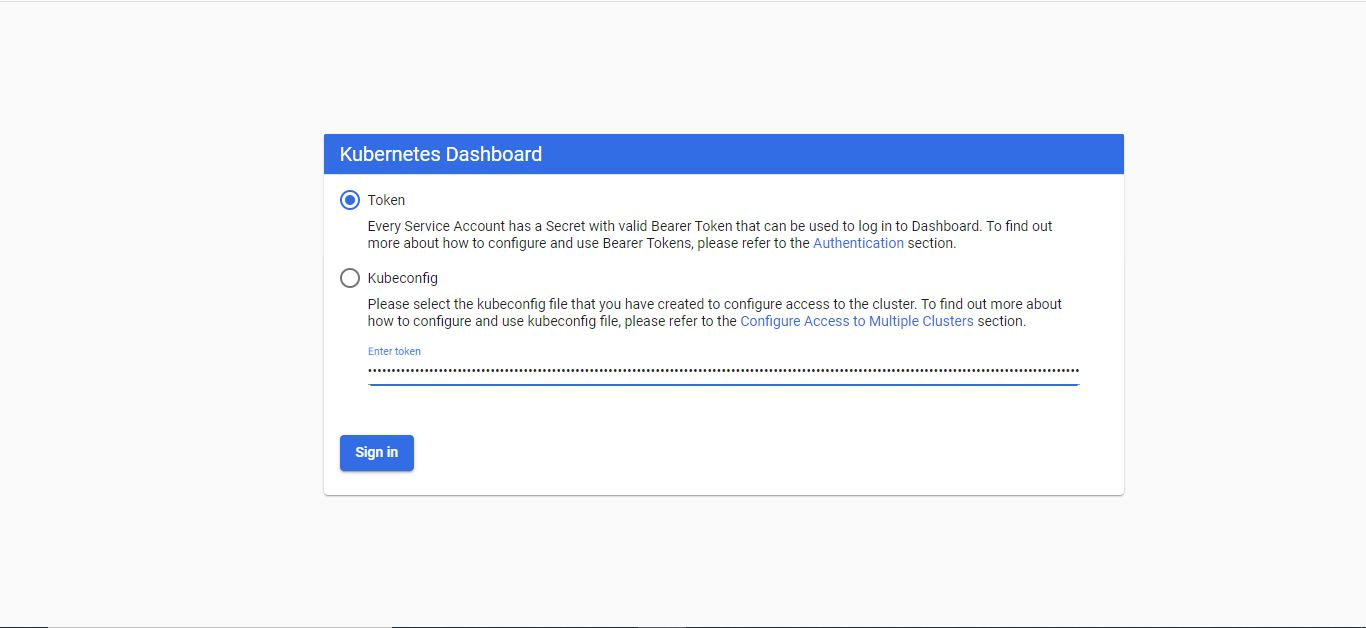 Kubernetes Dashboard
Token
Every Service Account has a Secret with valid Bearer Token that can be used to log in to Dashboard. To find out
more about how to configure and use Bearer Tokens, please refer to the Authentication section.
Kubeconfig
Please select the kubeconfig file that you have created to configure access to the cluster. To find out more about
how to configure and use kubeconfig file, please refer to the Configure Access to Multiple Clusters section.
Enter token
Sign in